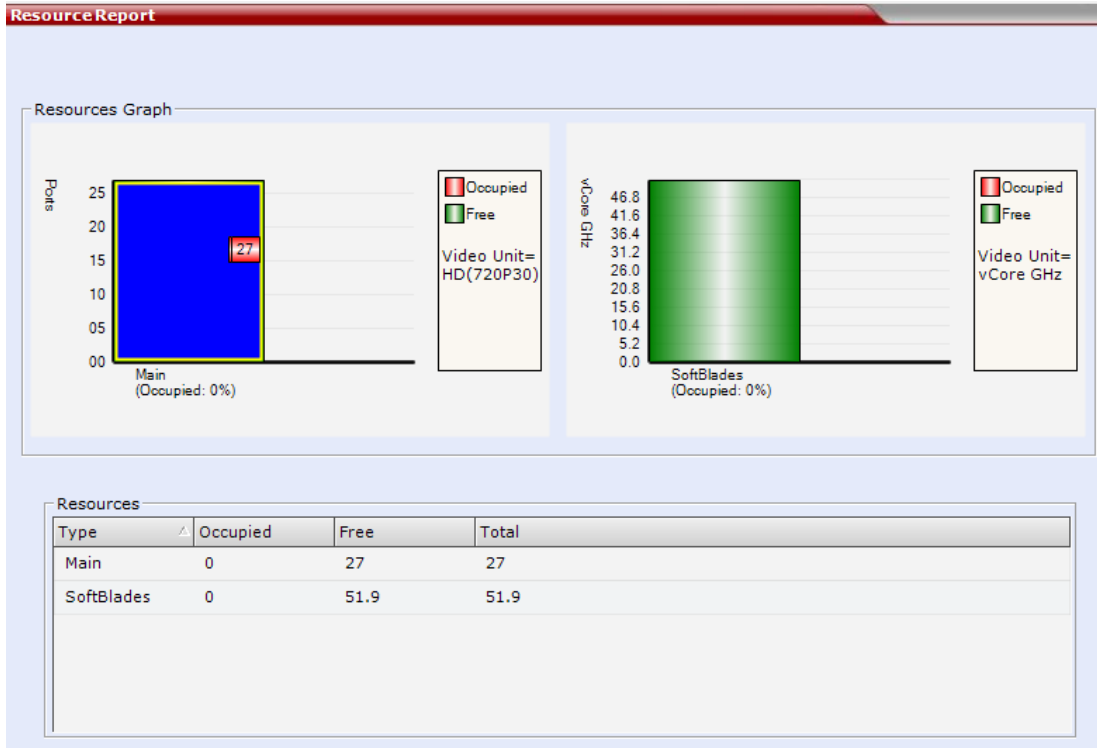 Resource Report
Resources Graph
Ports
25
20
15
10
05
00
27
Main
(Occupied: 0%)
Occupied
Free
Video Unit=
HD(720P30)
vCore GHz
46.8
41.6
36.4
31.2
26.0
20.8
15.6
10.4
5.2
0.0
SoftBlades
(Occupied: 0%)
Occupied
Free
Video Unit=
vCore GHz
Resources
Type Occupied Free Total
Main 0 27 27
SoftBlades 0 51.9 51.9